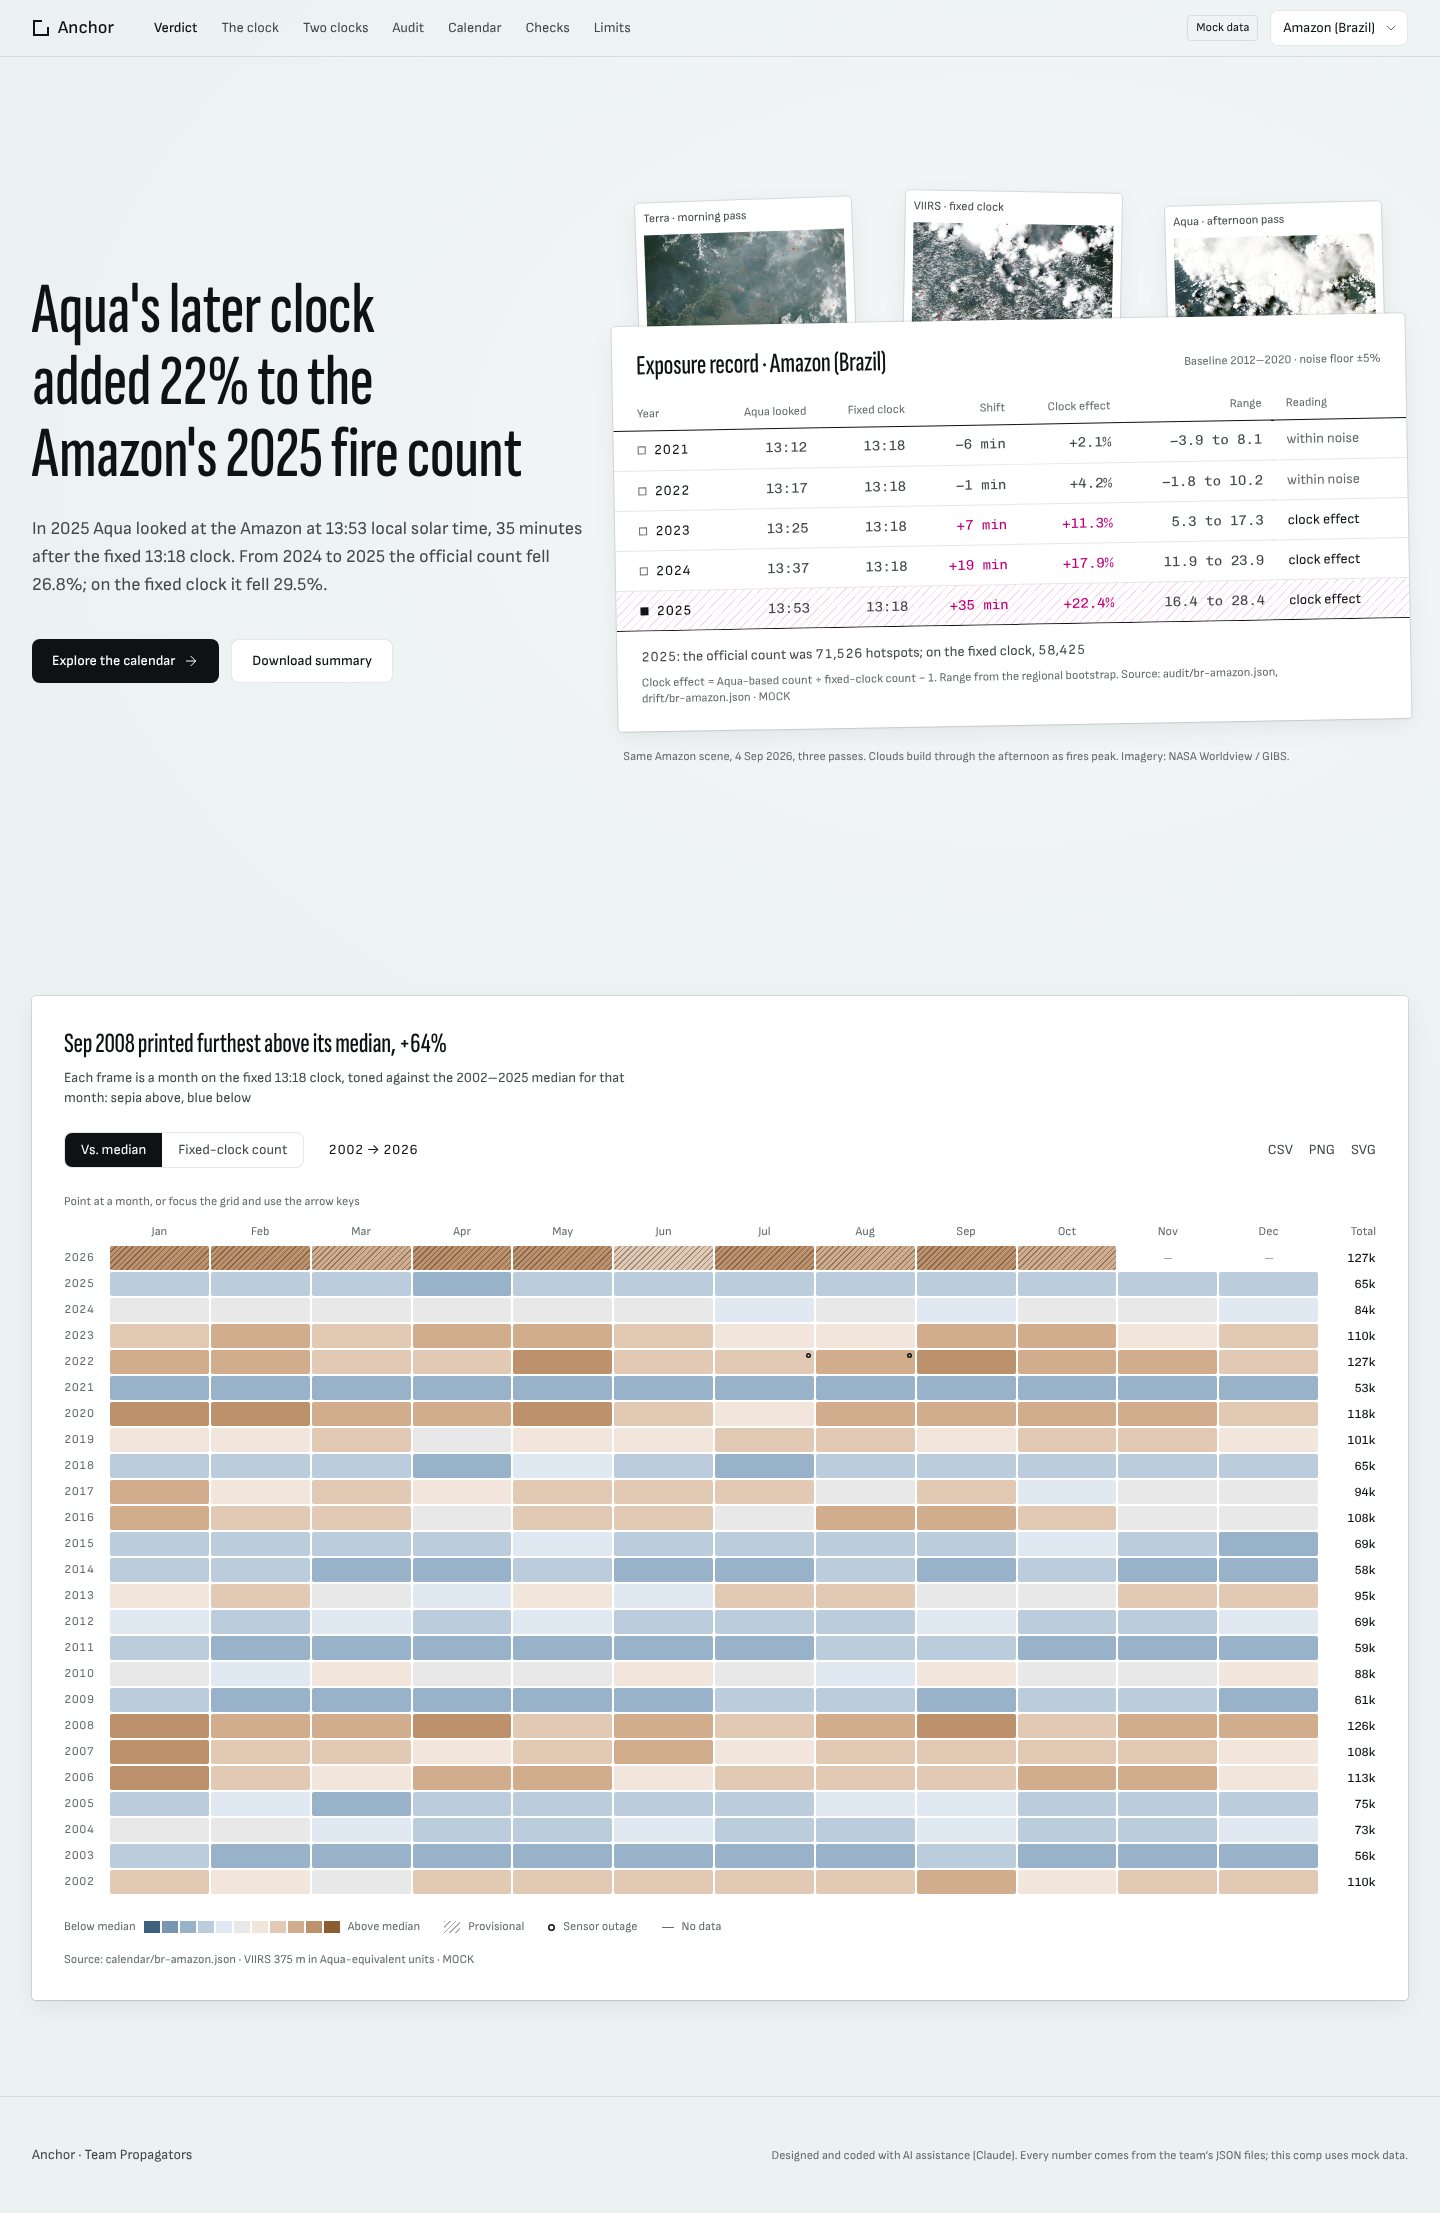 Anchor
Verdict The clock Two clocks Audit Calendar Checks Limits
Mock data
Amazon (Brazil)
Aqua's later clock
added 22% to the
Amazon's 2025 fire count
In 2025 Aqua looked at the Amazon at 13:53 local solar time, 35 minutes
after the fixed 13:18 clock. From 2024 to 2025 the official count fell
26.8%; on the fixed clock it fell 29.5%.
Explore the calendar →
Download summary
Terra · morning pass
VIIRS · fixed clock
Aqua · afternoon pass
Exposure record · Amazon (Brazil)
Baseline 2012–2020 · noise floor ±5%
Year Aqua looked Fixed clock Shift Clock effect Range Reading
2021 13:12 13:18 −6 min +2.1% −3.9 to 8.1 within noise
2022 13:17 13:18 −1 min +4.2% −1.8 to 10.2 within noise
2023 13:25 13:18 +7 min +11.3% 5.3 to 17.3 clock effect
2024 13:37 13:18 +19 min +17.9% 11.9 to 23.9 clock effect
2025 13:53 13:18 +35 min +22.4% 16.4 to 28.4 clock effect
2025: the official count was 71,526 hotspots; on the fixed clock, 58,425
Clock effect = Aqua-based count ÷ fixed-clock count − 1. Range from the regional bootstrap. Source: audit/br-amazon.json,
drift/br-amazon.json · MOCK
Same Amazon scene, 4 Sep 2026, three passes. Clouds build through the afternoon as fires peak. Imagery: NASA Worldview / GIBS.
Sep 2008 printed furthest above its median, +64%
Each frame is a month on the fixed 13:18 clock, toned against the 2002–2025 median for that
month: sepia above, blue below
Vs. median Fixed-clock count 2002 → 2026
CSV PNG SVG
Point at a month, or focus the grid and use the arrow keys
Jan Feb Mar Apr May Jun Jul Aug Sep Oct Nov Dec Total
2026 – – 127k
2025 65k
2024 84k
2023 110k
2022 127k
2021 53k
2020 118k
2019 101k
2018 65k
2017 94k
2016 108k
2015 69k
2014 58k
2013 95k
2012 69k
2011 59k
2010 88k
2009 61k
2008 126k
2007 108k
2006 113k
2005 75k
2004 73k
2003 56k
2002 110k
Below median Above median Provisional Sensor outage — No data
Source: calendar/br-amazon.json · VIIRS 375 m in Aqua-equivalent units · MOCK
Anchor · Team Propagators
Designed and coded with AI assistance (Claude). Every number comes from the team’s JSON files; this comp uses mock data.